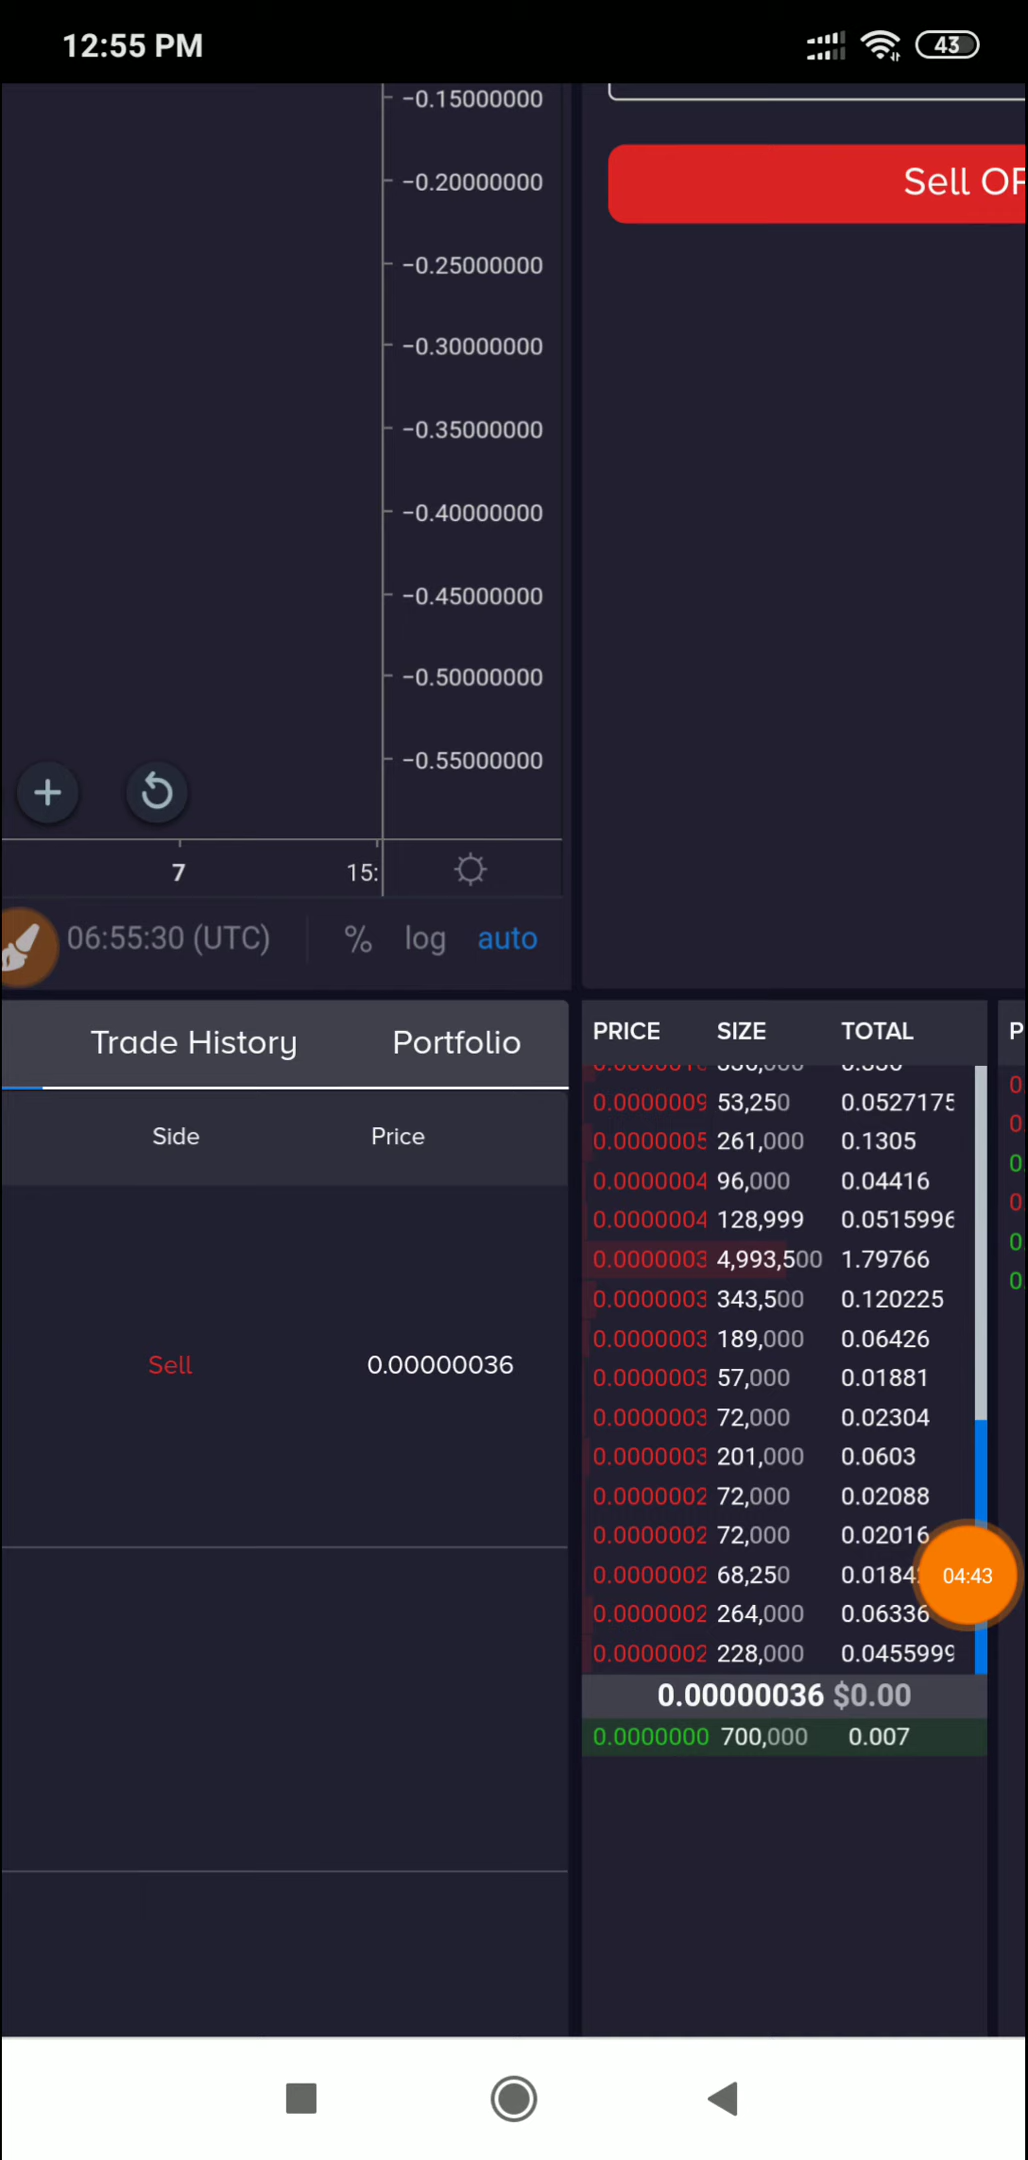 12:55 PM
43
−0.15000000
−0.20000000
−0.25000000
−0.30000000
−0.35000000
−0.40000000
−0.45000000
−0.50000000
−0.55000000
Sell
7 15:
06:55:30 (UTC) % log auto
Trade History Portfolio
Side Price
Sell 0.00000036
PRICE SIZE TOTAL P
0.0000009 53,250 0.0527175
0.0000005 261,000 0.1305
0.0000004 96,000 0.04416
0.0000004 128,999 0.0515996
0.0000003 4,993,500 1.79766
0.0000003 343,500 0.120225
0.0000003 189,000 0.06426
0.0000003 57,000 0.01881
0.0000003 72,000 0.02304
0.0000003 201,000 0.0603
0.0000002 72,000 0.02088
0.0000002 72,000 0.02016
0.0000002 68,250 0.0184
0.0000002 264,000 0.06336
0.0000002 228,000 0.0455999
04:43
0.00000036 $0.00
0.0000000 700,000 0.007